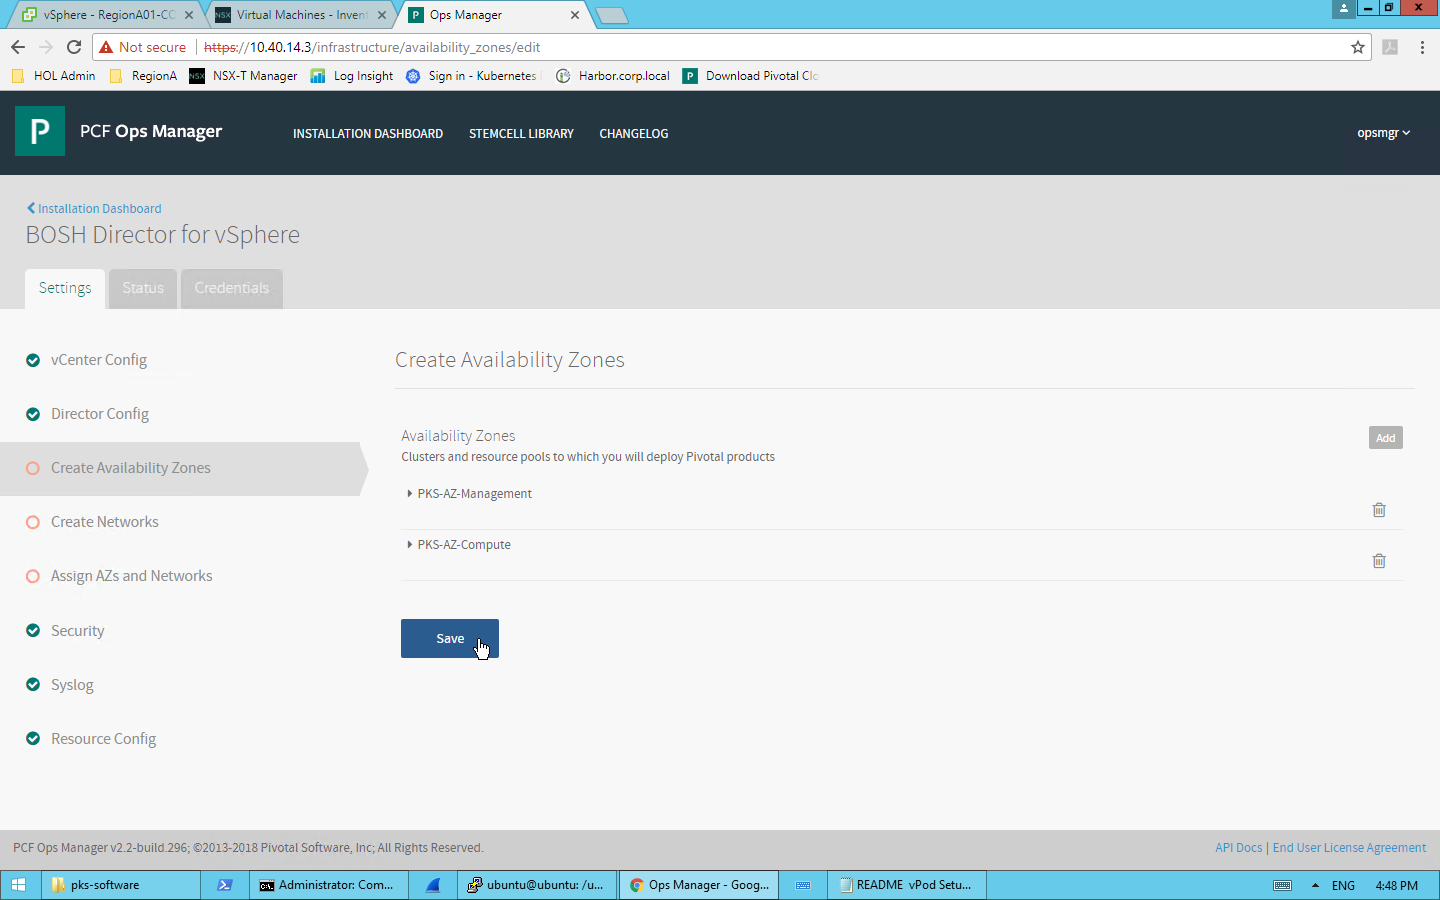 vSphere - RegionA01-CC
Virtual Machines - Invent
Ops Manager
Not secure
https://10.40.14.3/infrastructure/availability_zones/edit
HOL Admin
RegionA
NSX
NSX-T Manager
Log Insight
Sign in - Kubernetes
Harbor.corp.local
P
Download Pivotal Clo
P
PCF Ops Manager
INSTALLATION DASHBOARD
STEMCELL LIBRARY
CHANGELOG
opsmgr
Installation Dashboard
BOSH Director for vSphere
Settings
Status
Credentials
vCenter Config
Director Config
Create Availability Zones
Create Networks
Assign AZs and Networks
Security
Syslog
Resource Config
Create Availability Zones
Availability Zones
Add
Clusters and resource pools to which you will deploy Pivotal products
PKS-AZ-Management
PKS-AZ-Compute
Save
PCF Ops Manager v2.2-build.296; ©2013-2018 Pivotal Software, Inc; All Rights Reserved.
API Docs | End User License Agreement
pks-software
Administrator: Com...
ubuntu@ubuntu: /u...
Ops Manager - Goog...
README vPod Setu...
ENG
4:48 PM